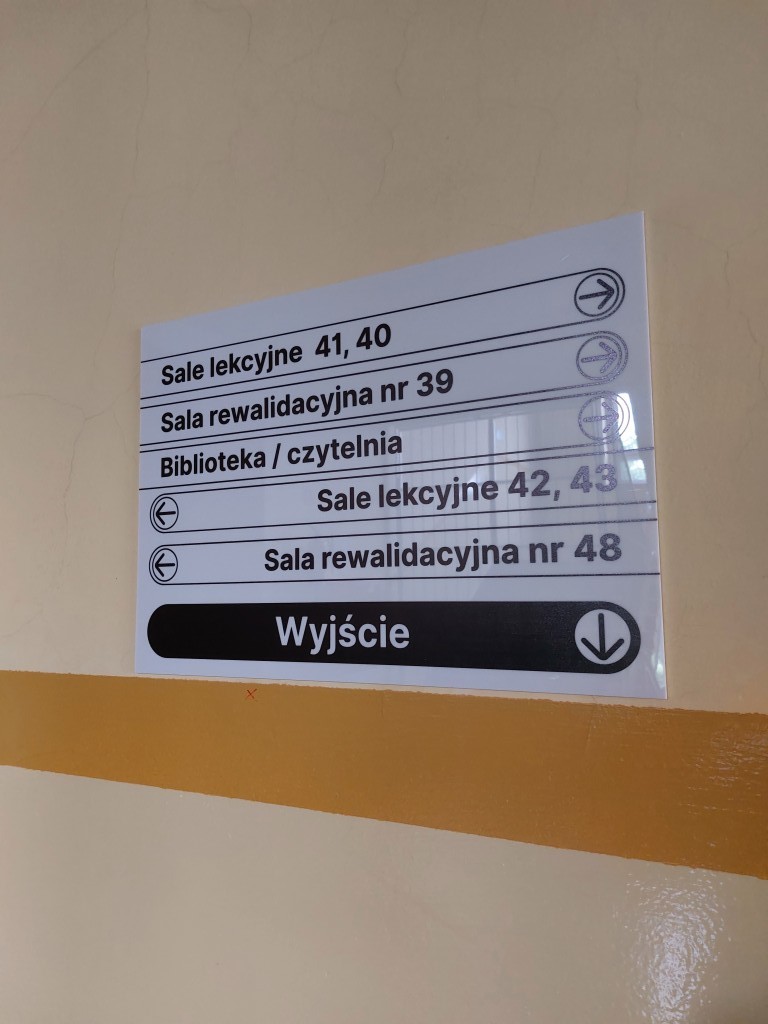 Sale lekcyjne 41, 40
Sala rewalidacyjna nr 39
Biblioteka / czytelnia
Sale lekcyjne 42, 43
Sala rewalidacyjna nr 48
Wyjście